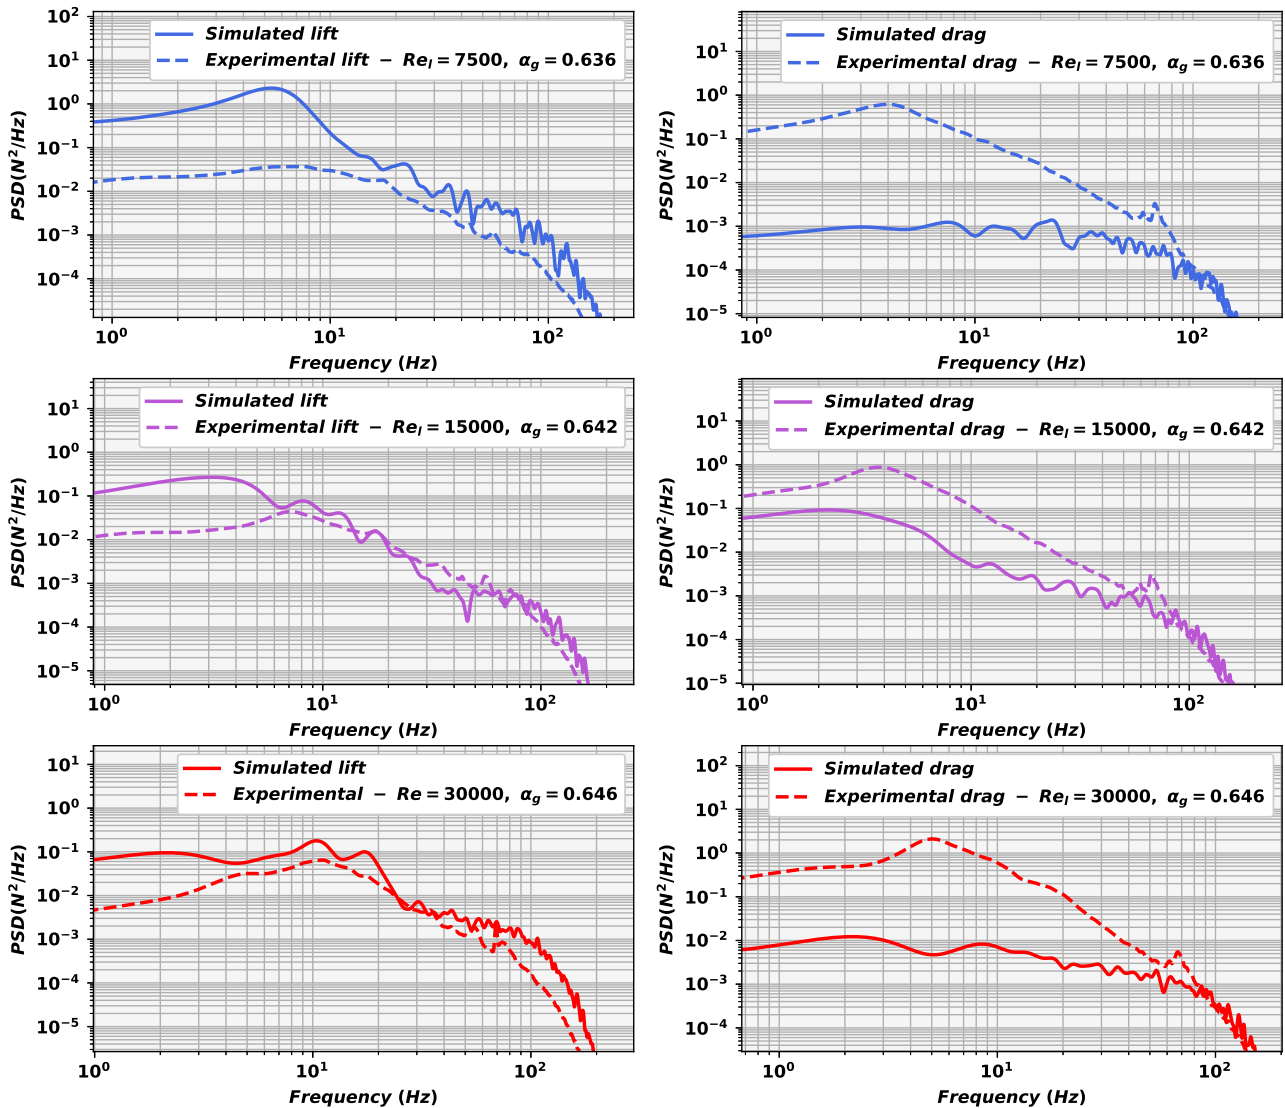 Simulated lift
Experimental lift − Reₗ = 7500, α_g = 0.636
10²
10¹
10⁰
10⁻¹
10⁻²
10⁻³
10⁻⁴
PSD(N²/Hz)
10⁰ 10¹ 10²
Frequency (Hz)
Simulated drag
Experimental drag − Reₗ = 7500, α_g = 0.636
10¹
10⁰
10⁻¹
10⁻²
10⁻³
10⁻⁴
10⁻⁵
PSD(N²/Hz)
10⁰ 10¹ 10²
Frequency (Hz)
Simulated lift
Experimental lift − Reₗ = 15000, α_g = 0.642
10¹
10⁰
10⁻¹
10⁻²
10⁻³
10⁻⁴
10⁻⁵
PSD(N²/Hz)
10⁰ 10¹ 10²
Frequency (Hz)
Simulated drag
Experimental drag − Reₗ = 15000, α_g = 0.642
10¹
10⁰
10⁻¹
10⁻²
10⁻³
10⁻⁴
10⁻⁵
PSD(N²/Hz)
10⁰ 10¹ 10²
Frequency (Hz)
Simulated lift
Experimental − Re = 30000, α_g = 0.646
10¹
10⁰
10⁻¹
10⁻²
10⁻³
10⁻⁴
10⁻⁵
PSD(N²/Hz)
10⁰ 10¹ 10²
Frequency (Hz)
Simulated drag
Experimental drag − Reₗ = 30000, α_g = 0.646
10²
10¹
10⁰
10⁻¹
10⁻²
10⁻³
10⁻⁴
PSD(N²/Hz)
10⁰ 10¹ 10²
Frequency (Hz)